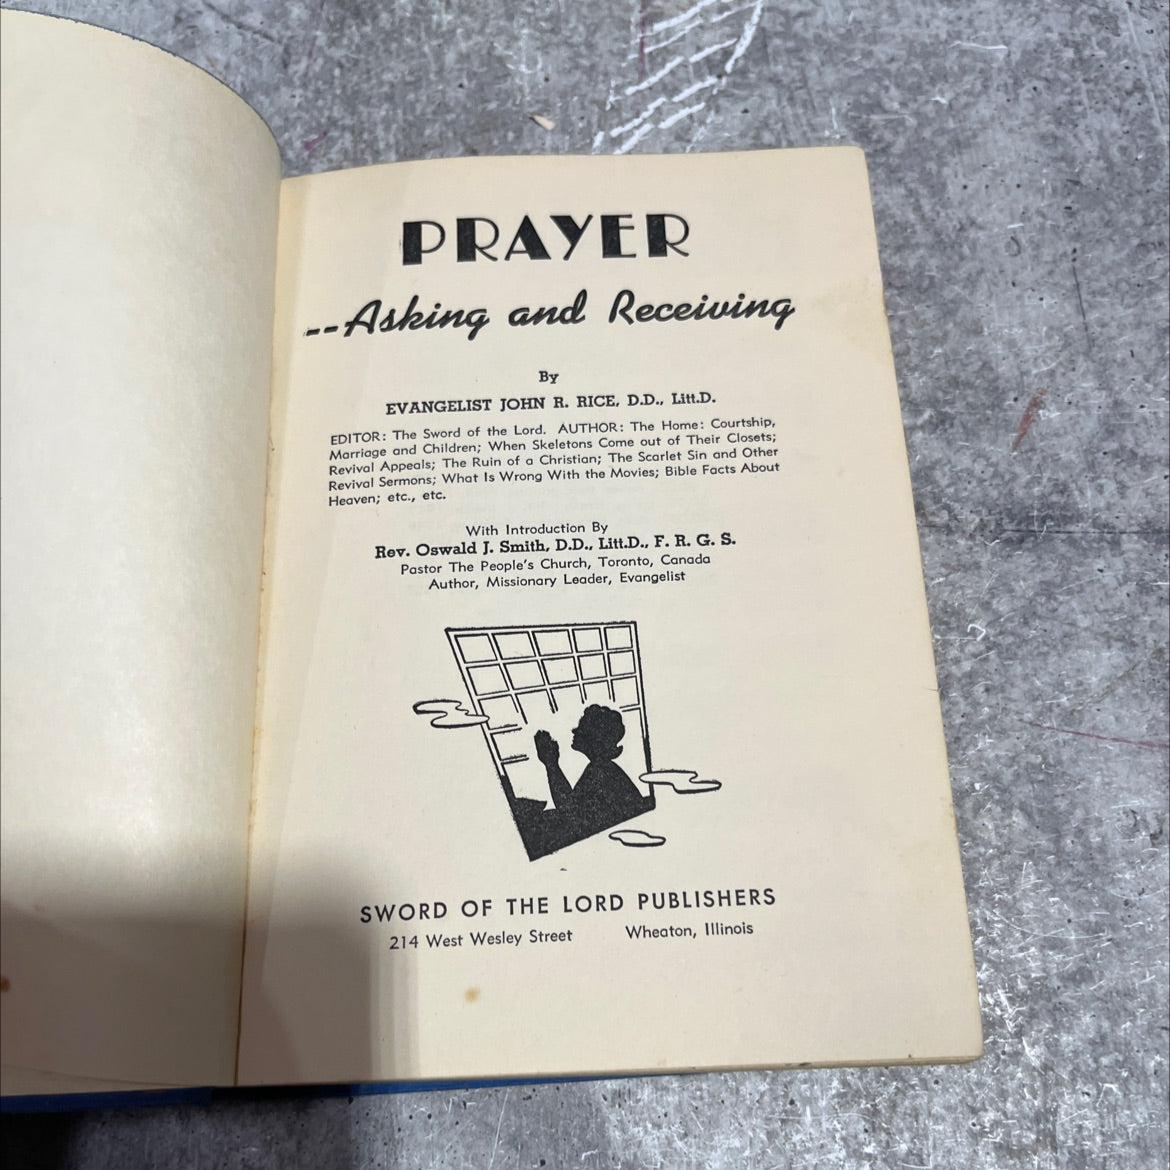 PRAYER
--Asking and Receiving
By
EVANGELIST JOHN R. RICE, D.D., Litt.D.
EDITOR: The Sword of the Lord. AUTHOR: The Home: Courtship,
Marriage and Children; When Skeletons Come out of Their Closets;
Revival Appeals; The Ruin of a Christian; The Scarlet Sin and Other
Revival Sermons; What Is Wrong With the Movies; Bible Facts About
Heaven; etc., etc.
With Introduction By
Rev. Oswald J. Smith, D.D., Litt.D., F. R. G. S.
Pastor The People's Church, Toronto, Canada
Author, Missionary Leader, Evangelist
SWORD OF THE LORD PUBLISHERS
214 West Wesley Street Wheaton, Illinois